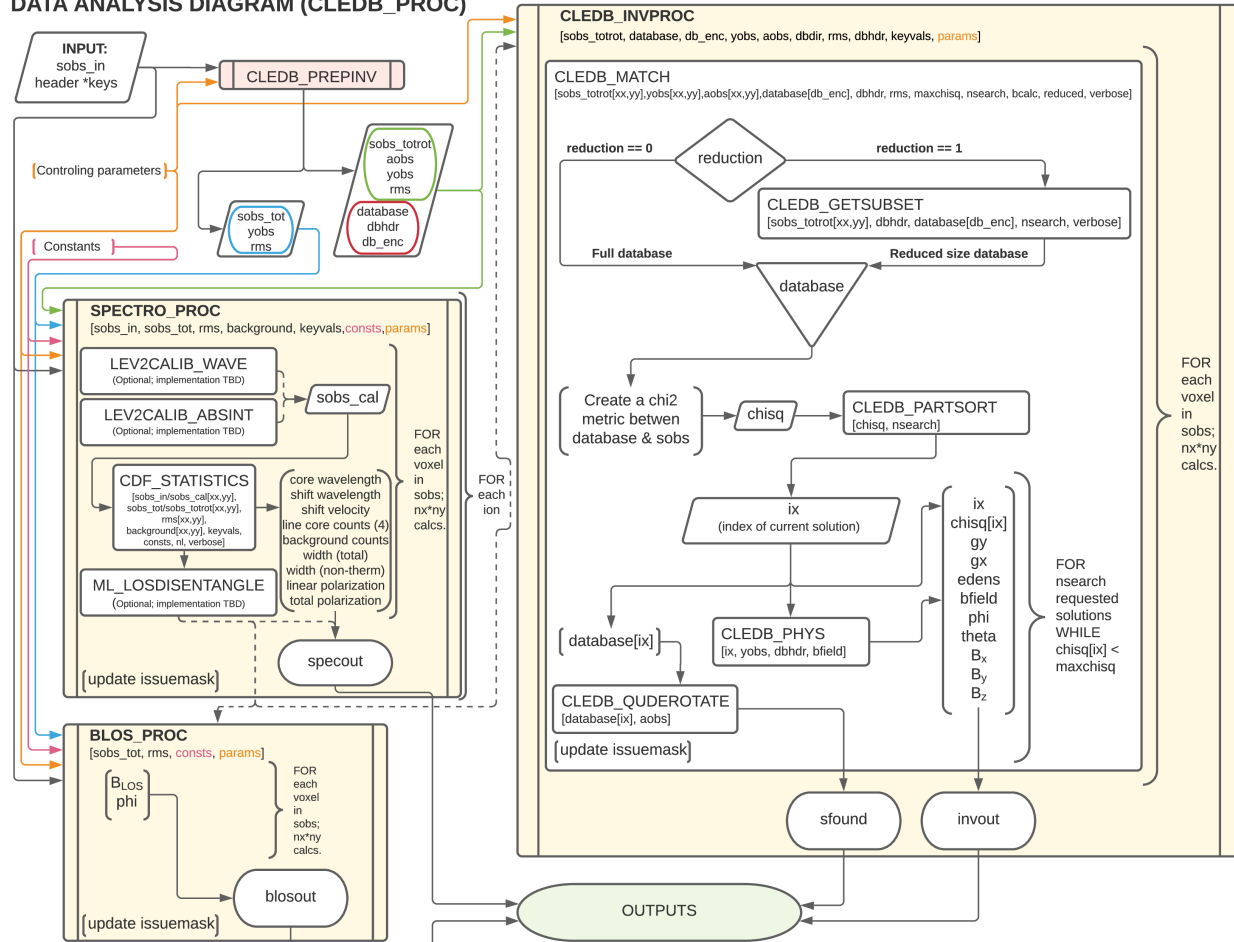 DATA ANALYSIS DIAGRAM (CLEDB_PROC)
INPUT:
sobs_in
header *keys
CLEDB_PREPINV
Controling parameters
Constants
sobs_totrot
aobs
yobs
rms
database
dbhdr
db_enc
sobs_tot
yobs
rms
SPECTRO_PROC
[sobs_in, sobs_tot, rms, background, keyvals,consts,params]
LEV2CALIB_WAVE
(Optional; implementation TBD)
LEV2CALIB_ABSINT
(Optional; implementation TBD)
sobs_cal
CDF_STATISTICS
[sobs_in/sobs_cal[xx,yy],
sobs_tot/sobs_totrot[xx,yy],
rms[xx,yy],
background[xx,yy], keyvals,
consts, nl, verbose]
core wavelength
shift wavelength
shift velocity
line core counts (4)
background counts
width (total)
width (non-therm)
linear polarization
total polarization
ML_LOSDISENTANGLE
(Optional; implementation TBD)
specout
[update issuemask]
FOR
each
voxel
in
sobs;
nx*ny
calcs.
FOR
each
ion
BLOS_PROC
[sobs_tot, rms, consts, params]
BLOS
phi
FOR
each
voxel
in
sobs;
nx*ny
calcs.
blosout
[update issuemask]
CLEDB_INVPROC
[sobs_totrot, database, db_enc, yobs, aobs, dbdir, rms, dbhdr, keyvals, params]
CLEDB_MATCH
[sobs_totrot[xx,yy],yobs[xx,yy],aobs[xx,yy],database[db_enc], dbhdr, rms, maxchisq, nsearch, bcalc, reduced, verbose]
reduction == 0
reduction
reduction == 1
CLEDB_GETSUBSET
[sobs_totrot[xx,yy], dbhdr, database[db_enc], nsearch, verbose]
Full database
Reduced size database
database
Create a chi2
metric betwen
database & sobs
chisq
CLEDB_PARTSORT
[chisq, nsearch]
ix
(index of current solution)
database[ix]
CLEDB_PHYS
[ix, yobs, dbhdr, bfield]
CLEDB_QUDEROTATE
[database[ix], aobs]
[update issuemask]
ix
chisq[ix]
gy
gx
edens
bfield
phi
theta
Bx
By
Bz
FOR
nsearch
requested
solutions
WHILE
chisq[ix] <
maxchisq
FOR
each
voxel
in
sobs;
nx*ny
calcs.
sfound
invout
OUTPUTS